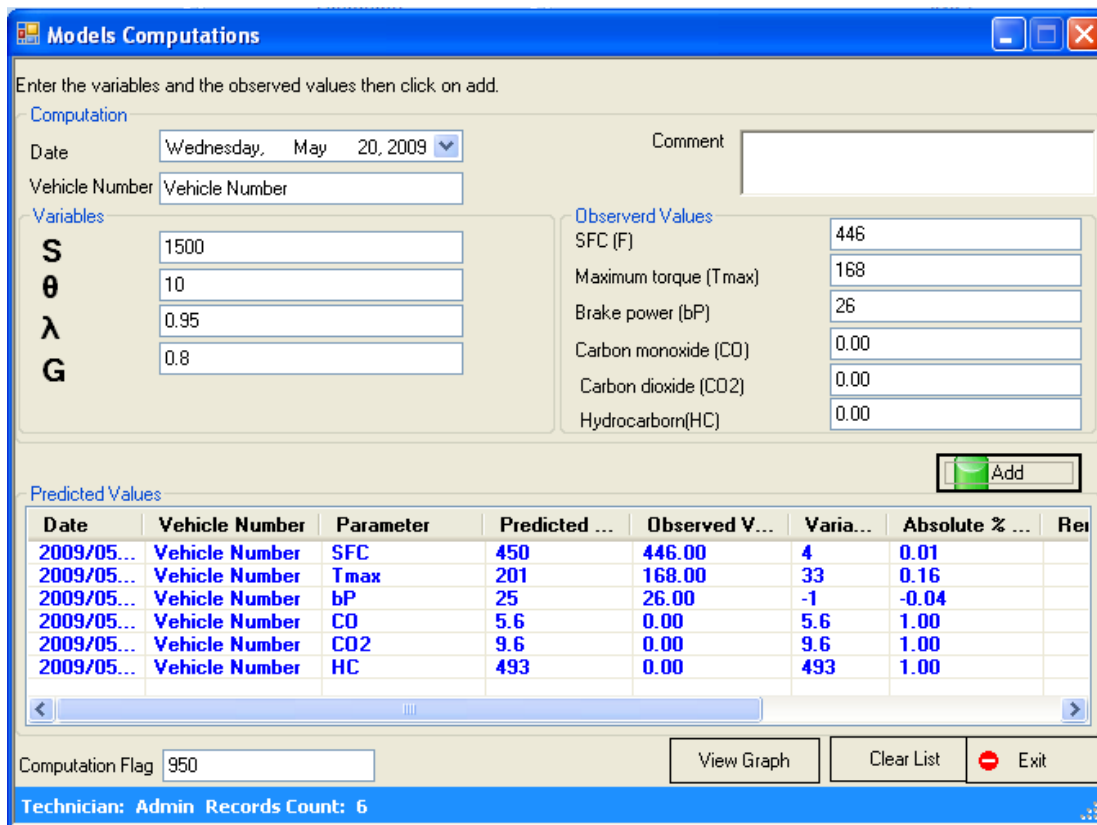 Models Computations
Enter the variables and the observed values then click on add.
Computation
Date Wednesday, May 20, 2009
Comment
Vehicle Number Vehicle Number
Variables
S 1500
θ 10
λ 0.95
G 0.8
Observerd Values
SFC (F) 446
Maximum torque (Tmax) 168
Brake power (bP) 26
Carbon monoxide (CO) 0.00
Carbon dioxide (CO2) 0.00
Hydrocarborn(HC) 0.00
Add
Predicted Values
Date Vehicle Number Parameter Predicted ... Observed V... Varia... Absolute % ...
2009/05... Vehicle Number SFC 450 446.00 4 0.01
2009/05... Vehicle Number Tmax 201 168.00 33 0.16
2009/05... Vehicle Number bP 25 26.00 -1 -0.04
2009/05... Vehicle Number CO 5.6 0.00 5.6 1.00
2009/05... Vehicle Number CO2 9.6 0.00 9.6 1.00
2009/05... Vehicle Number HC 493 0.00 493 1.00
Computation Flag 950
View Graph Clear List Exit
Technician: Admin Records Count: 6